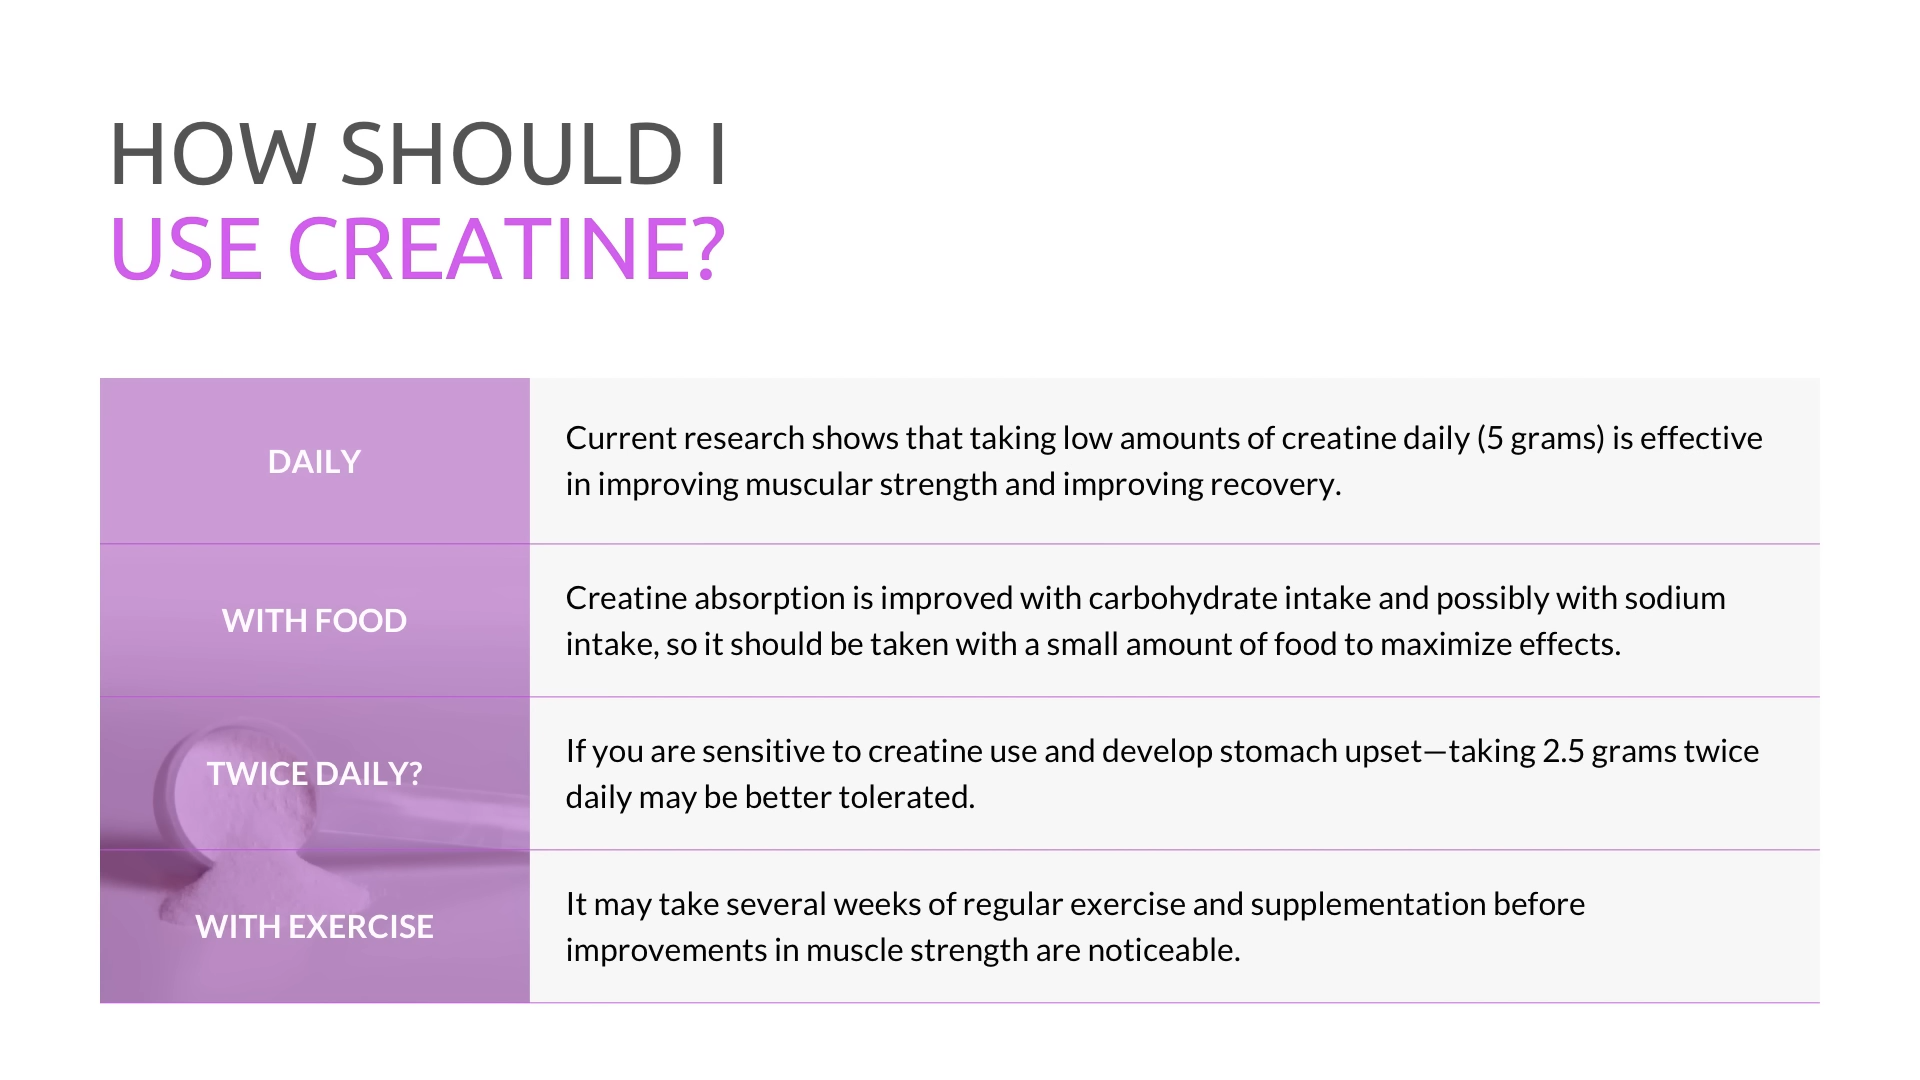 HOW SHOULD I
USE CREATINE?
DAILY
Current research shows that taking low amounts of creatine daily (5 grams) is effective
in improving muscular strength and improving recovery.
WITH FOOD
Creatine absorption is improved with carbohydrate intake and possibly with sodium
intake, so it should be taken with a small amount of food to maximize effects.
TWICE DAILY?
If you are sensitive to creatine use and develop stomach upset—taking 2.5 grams twice
daily may be better tolerated.
WITH EXERCISE
It may take several weeks of regular exercise and supplementation before
improvements in muscle strength are noticeable.